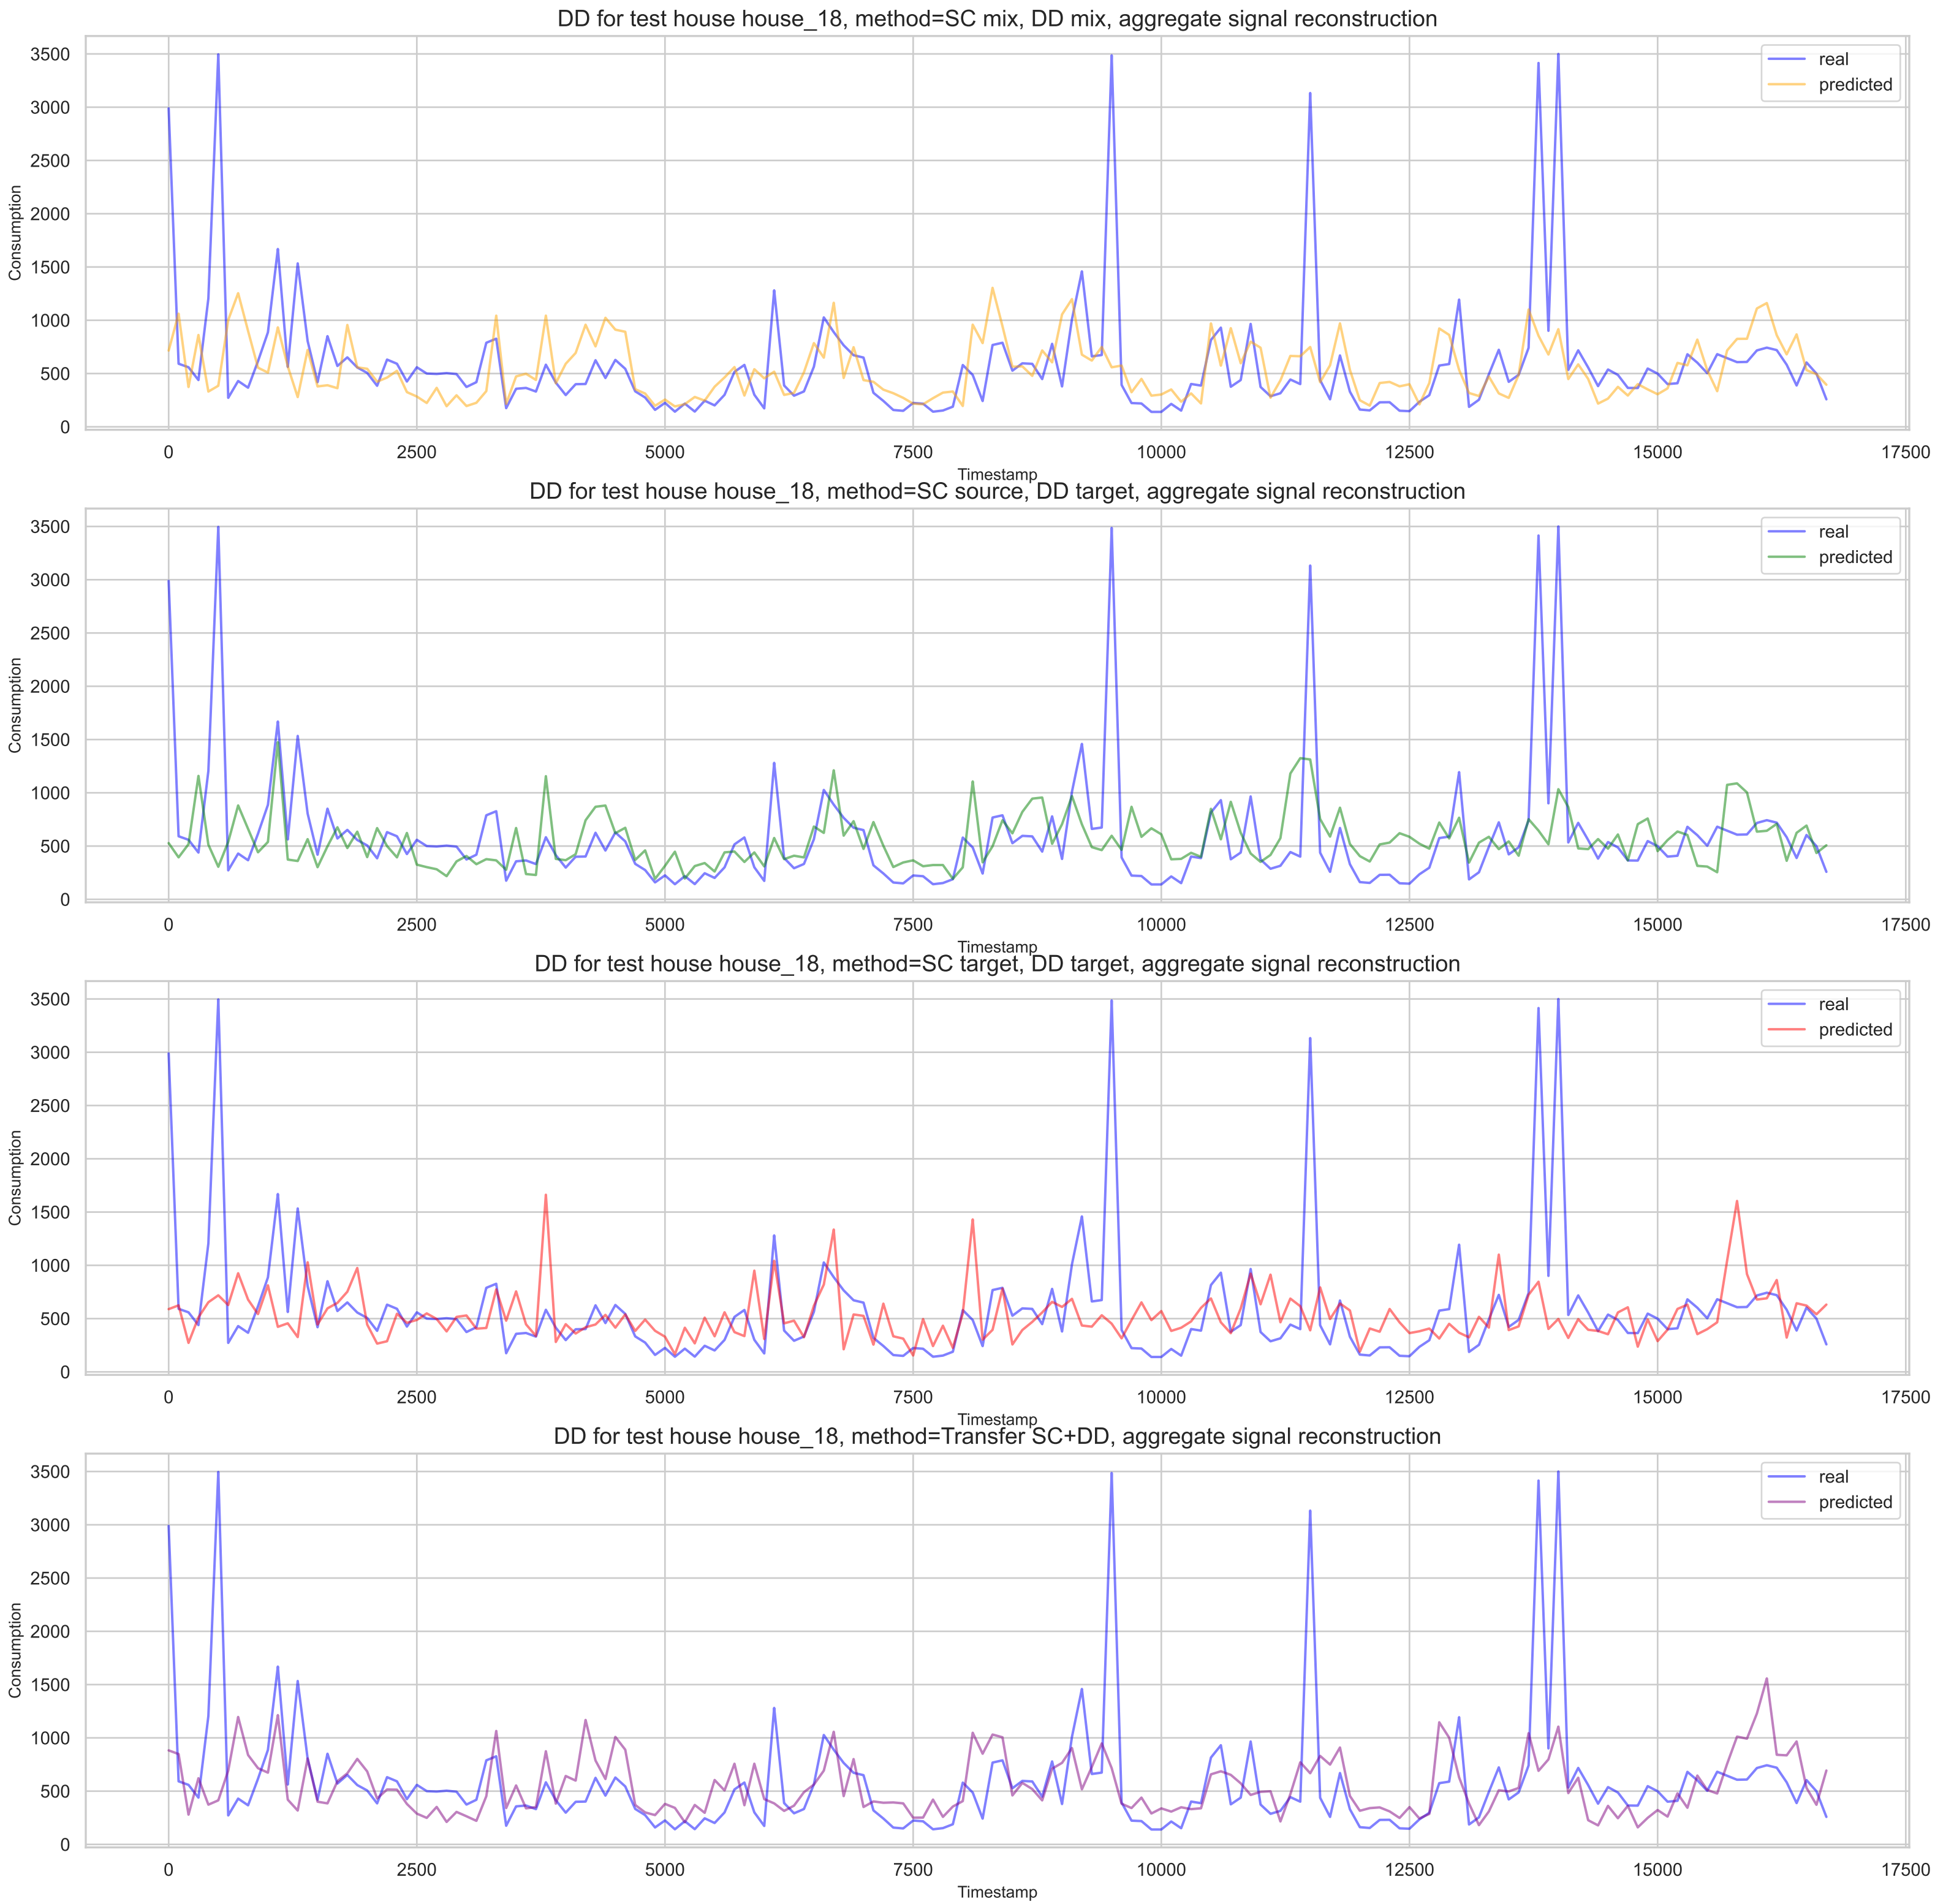 DD for test house house_18, method=SC mix, DD mix, aggregate signal reconstruction
3500
3000
2500
2000
1500
1000
500
0
Consumption
real
predicted
0 2500 5000 7500 10000 12500 15000 17500
Timestamp
DD for test house house_18, method=SC source, DD target, aggregate signal reconstruction
3500
3000
2500
2000
1500
1000
500
0
Consumption
real
predicted
0 2500 5000 7500 10000 12500 15000 17500
Timestamp
DD for test house house_18, method=SC target, DD target, aggregate signal reconstruction
3500
3000
2500
2000
1500
1000
500
0
Consumption
real
predicted
0 2500 5000 7500 10000 12500 15000 17500
Timestamp
DD for test house house_18, method=Transfer SC+DD, aggregate signal reconstruction
3500
3000
2500
2000
1500
1000
500
0
Consumption
real
predicted
0 2500 5000 7500 10000 12500 15000 17500
Timestamp